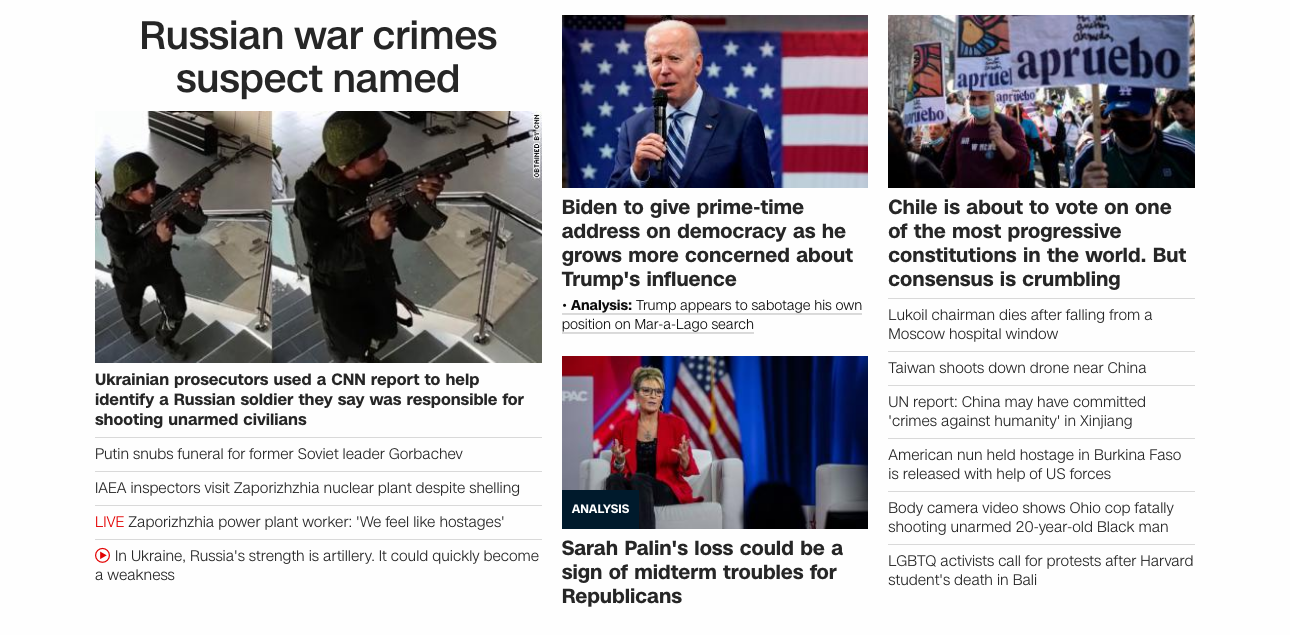 Russian war crimes
suspect named
OBTAINED BY CNN
Ukrainian prosecutors used a CNN report to help
identify a Russian soldier they say was responsible for
shooting unarmed civilians
Putin snubs funeral for former Soviet leader Gorbachev
IAEA inspectors visit Zaporizhzhia nuclear plant despite shelling
LIVE Zaporizhzhia power plant worker: 'We feel like hostages'
In Ukraine, Russia's strength is artillery. It could quickly become
a weakness
Biden to give prime-time
address on democracy as he
grows more concerned about
Trump's influence
• Analysis: Trump appears to sabotage his own
position on Mar-a-Lago search
PAC
ANALYSIS
Sarah Palin's loss could be a
sign of midterm troubles for
Republicans
apruebo
aprue
apruebo
apruebo
Chile is about to vote on one
of the most progressive
constitutions in the world. But
consensus is crumbling
Lukoil chairman dies after falling from a
Moscow hospital window
Taiwan shoots down drone near China
UN report: China may have committed
'crimes against humanity' in Xinjiang
American nun held hostage in Burkina Faso
is released with help of US forces
Body camera video shows Ohio cop fatally
shooting unarmed 20-year-old Black man
LGBTQ activists call for protests after Harvard
student's death in Bali